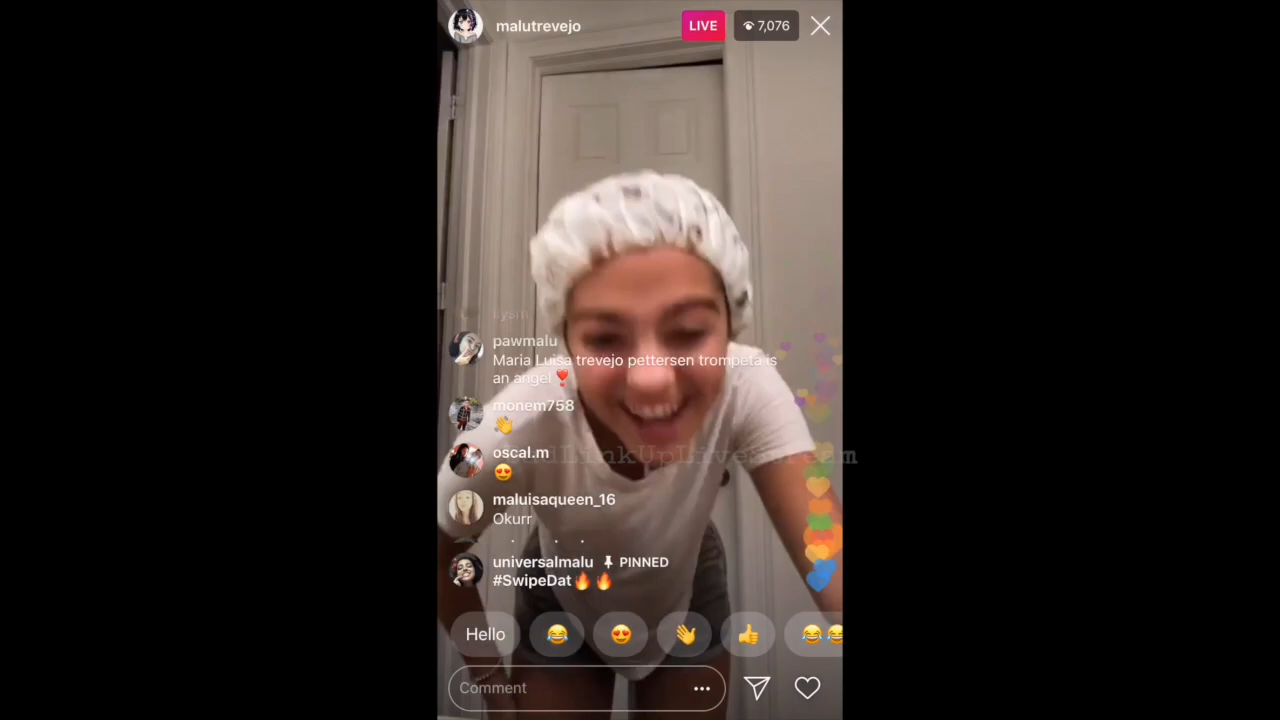 malutrevejo
LIVE
7,076
pawmalu
Maria Luisa trevejo pettersen trompeta is
an angel❣️
monem758
👏
oscal.m
😍
maluisaqueen_16
Okurr
universalmalu PINNED
#SwipeDat🔥🔥
Hello 😂 😍 👋 👍 😂😂
Comment